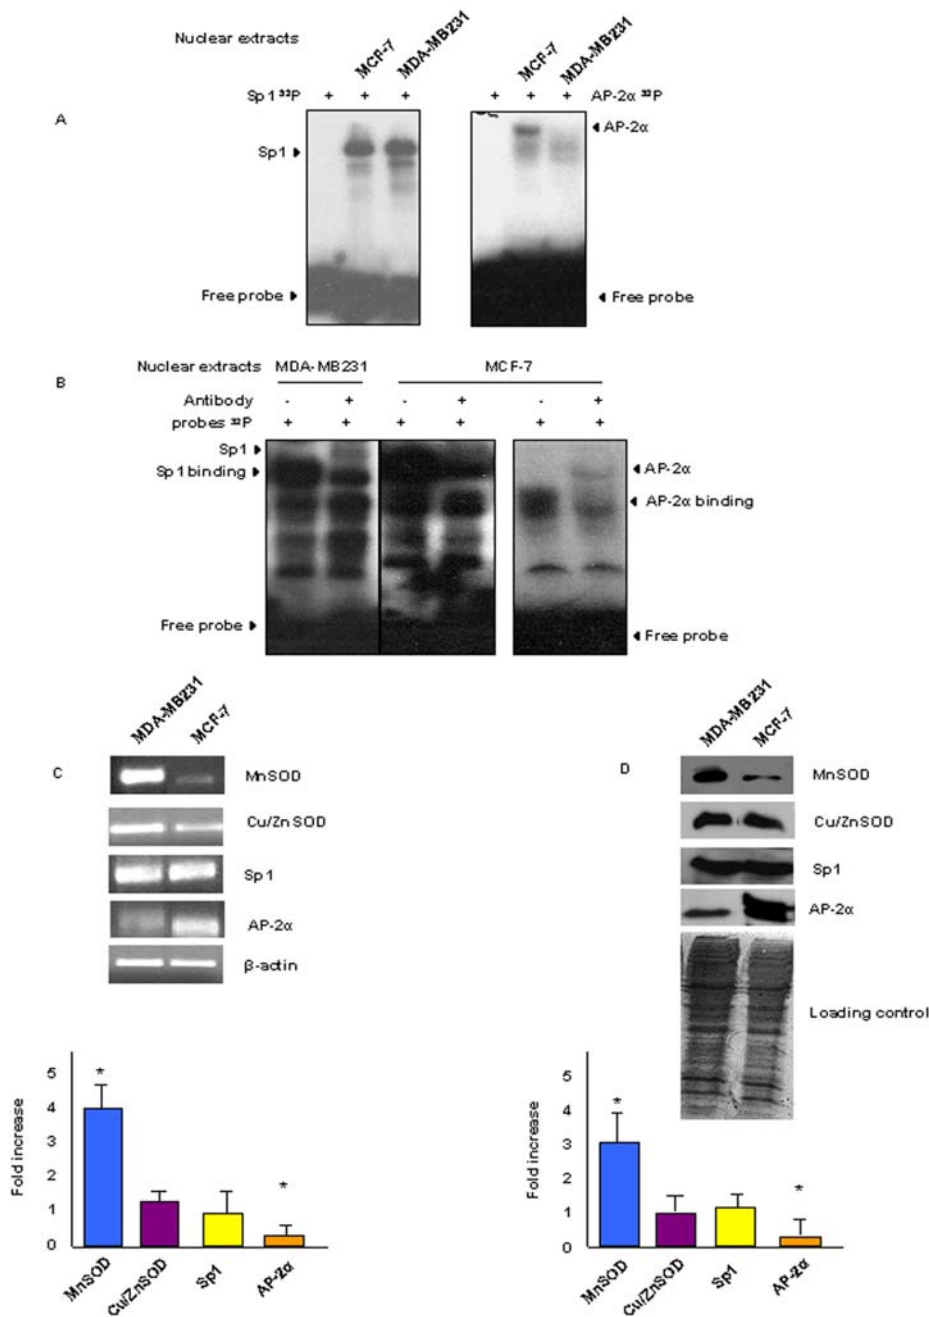 Nuclear extracts
MCF-7
MDA-MB231
MCF-7
MDA-MB231
Sp1 ³²P + + +
+ + + AP-2α ³²P
A
Sp1
AP-2α
Free probe
Free probe
B
Nuclear extracts MDA-MB231 MCF-7
Antibody - + - + - +
probes ³²P + + + + + +
Sp1
Sp1 binding
AP-2α
AP-2α binding
Free probe
Free probe
C
MDA-MB231
MCF-7
MnSOD
Cu/Zn SOD
Sp1
AP-2α
β-actin
Fold increase
5
4
3
2
1
0
*
*
MnSOD
Cu/ZnSOD
Sp1
AP-2α
D
MDA-MB231
MCF-7
MnSOD
Cu/ZnSOD
Sp1
AP-2α
Loading control
Fold increase
5
4
3
2
1
0
*
*
MnSOD
Cu/ZnSOD
Sp1
AP-2α